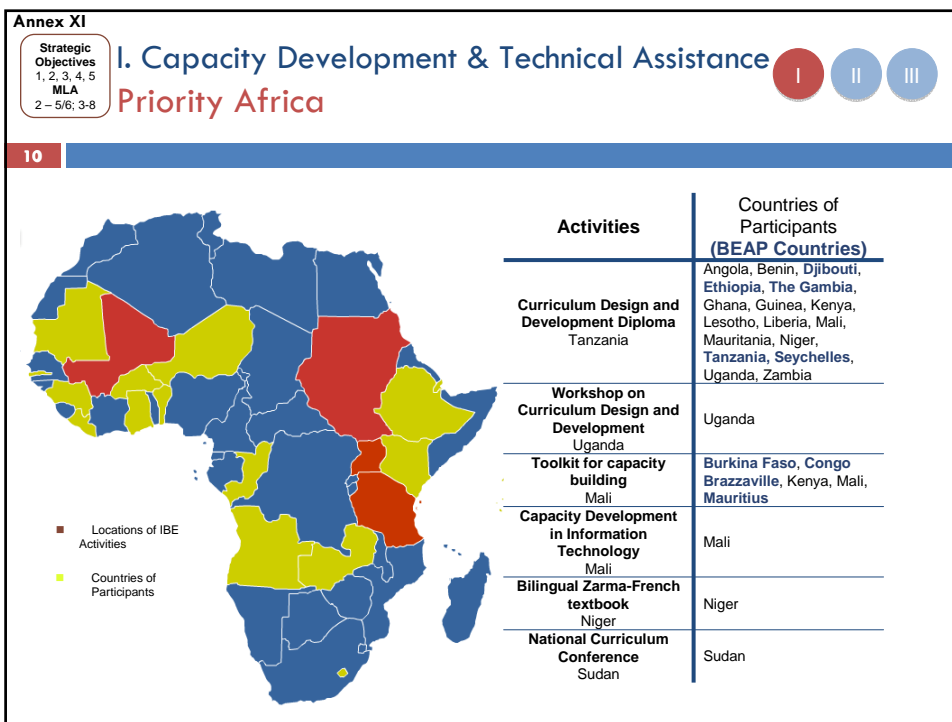 Annex XI
Strategic
Objectives
1, 2, 3, 4, 5
MLA
2 – 5/6; 3-8
I. Capacity Development & Technical Assistance
Priority Africa
I
II
III
10
Activities
Countries of
Participants
(BEAP Countries)
Curriculum Design and
Development Diploma
Tanzania
Angola, Benin, Djibouti,
Ethiopia, The Gambia,
Ghana, Guinea, Kenya,
Lesotho, Liberia, Mali,
Mauritania, Niger,
Tanzania, Seychelles,
Uganda, Zambia
Workshop on
Curriculum Design and
Development
Uganda
Uganda
Toolkit for capacity
building
Mali
Burkina Faso, Congo
Brazzaville, Kenya, Mali,
Mauritius
Capacity Development
in Information
Technology
Mali
Mali
Bilingual Zarma-French
textbook
Niger
Niger
National Curriculum
Conference
Sudan
Sudan
Locations of IBE
Activities
Countries of
Participants